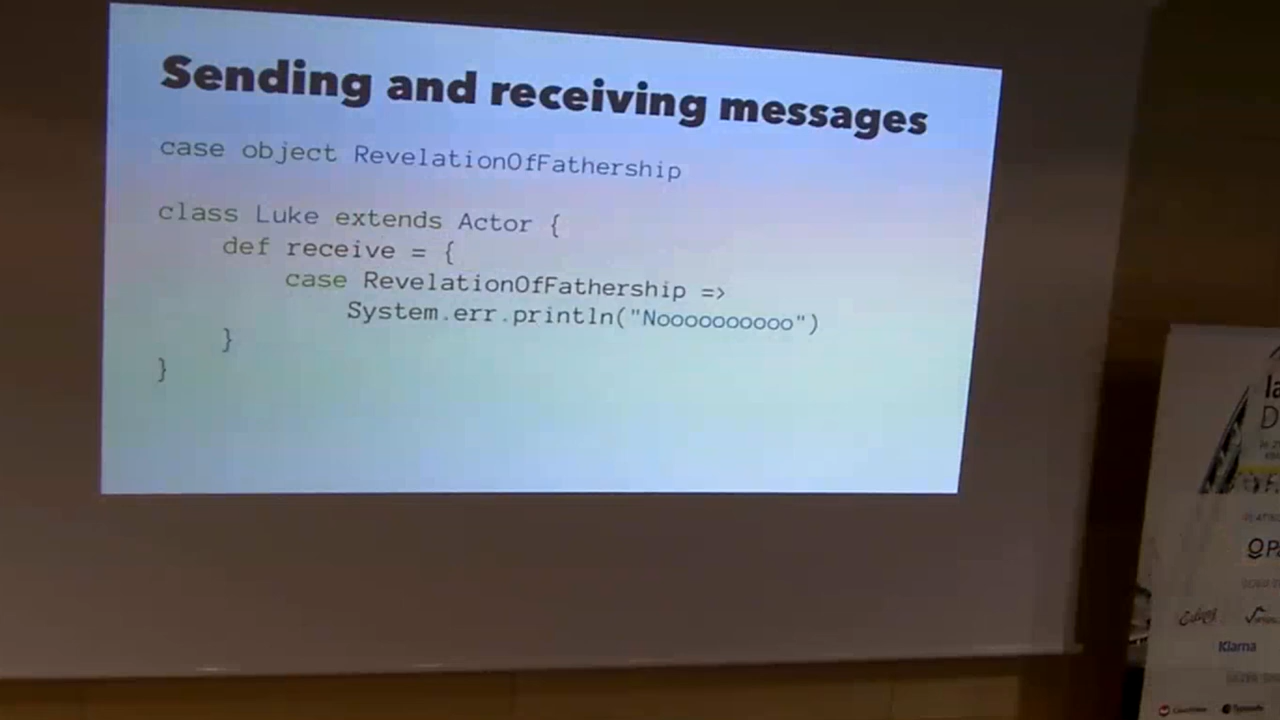 Sending and receiving messages
case object RevelationOfFathership
class Luke extends Actor {
    def receive = {
        case RevelationOfFathership =>
            System.err.println("Noooooooooo")
    }
}
Klarna